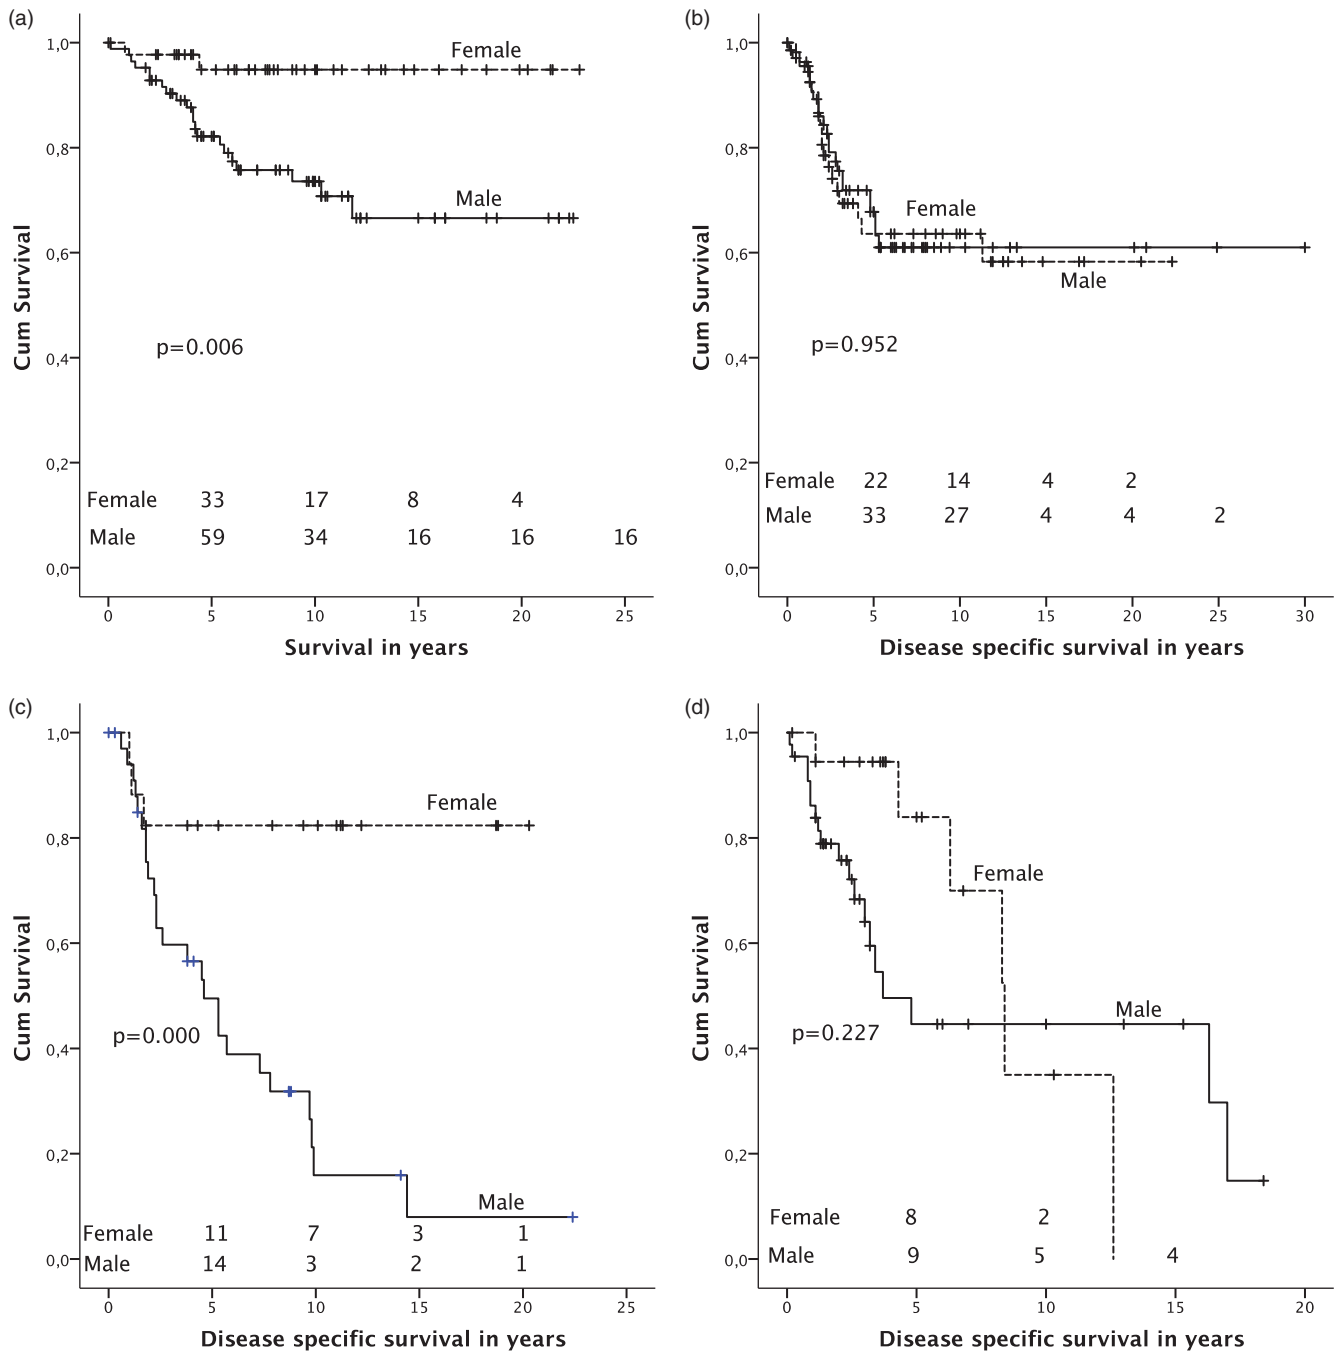 (a)
1,0
0,8
0,6
0,4
0,2
0,0
Cum Survival
Female
Male
p=0.006
Female 33 17 8 4
Male 59 34 16 16 16
0 5 10 15 20 25
Survival in years
(b)
1,0
0,8
0,6
0,4
0,2
0,0
Cum Survival
Female
Male
p=0.952
Female 22 14 4 2
Male 33 27 4 4 2
0 5 10 15 20 25 30
Disease specific survival in years
(c)
1,0
0,8
0,6
0,4
0,2
0,0
Cum Survival
Female
p=0.000
Male
Female 11 7 3 1
Male 14 3 2 1
0 5 10 15 20 25
Disease specific survival in years
(d)
1,0
0,8
0,6
0,4
0,2
0,0
Cum Survival
Female
Male
p=0.227
Female 8 2
Male 9 5 4
0 5 10 15 20
Disease specific survival in years